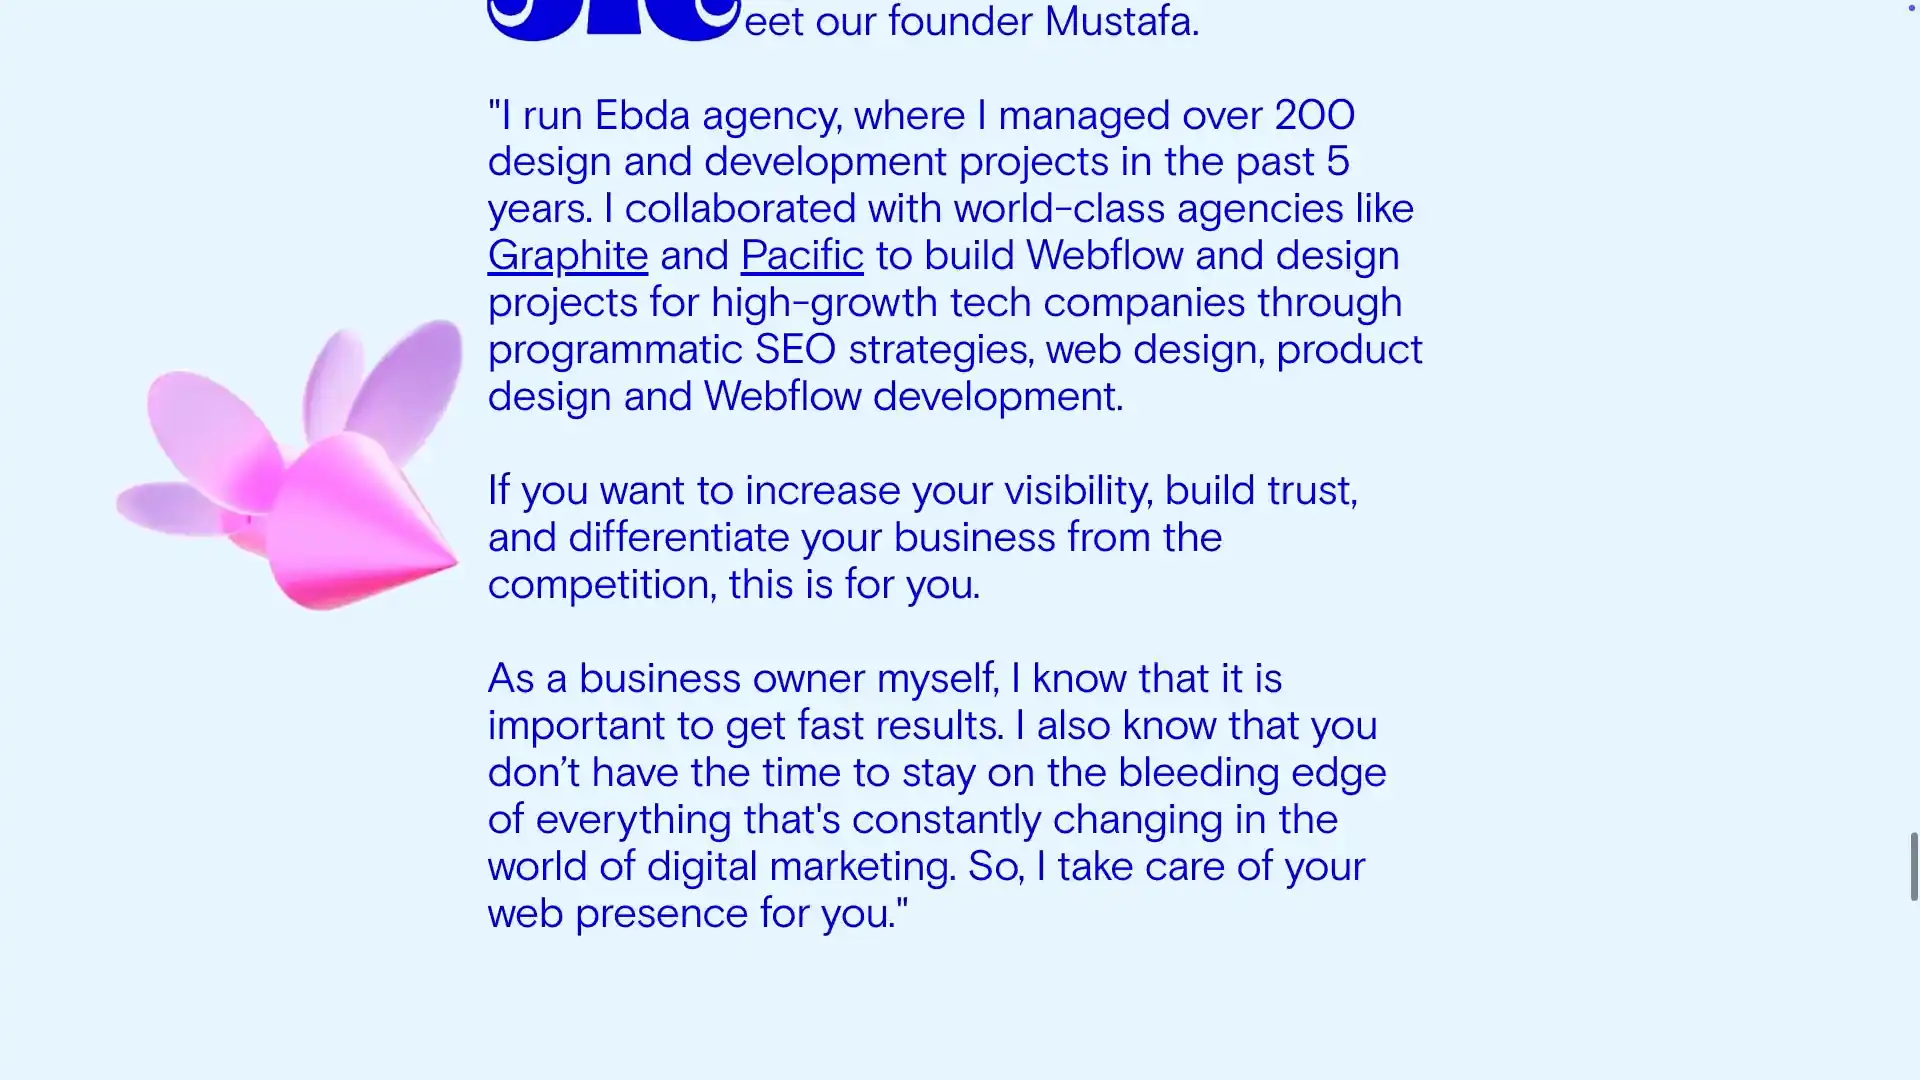 eet our founder Mustafa.
"I run Ebda agency, where I managed over 200
design and development projects in the past 5
years. I collaborated with world-class agencies like
Graphite and Pacific to build Webflow and design
projects for high-growth tech companies through
programmatic SEO strategies, web design, product
design and Webflow development.
If you want to increase your visibility, build trust,
and differentiate your business from the
competition, this is for you.
As a business owner myself, I know that it is
important to get fast results. I also know that you
don’t have the time to stay on the bleeding edge
of everything that's constantly changing in the
world of digital marketing. So, I take care of your
web presence for you."